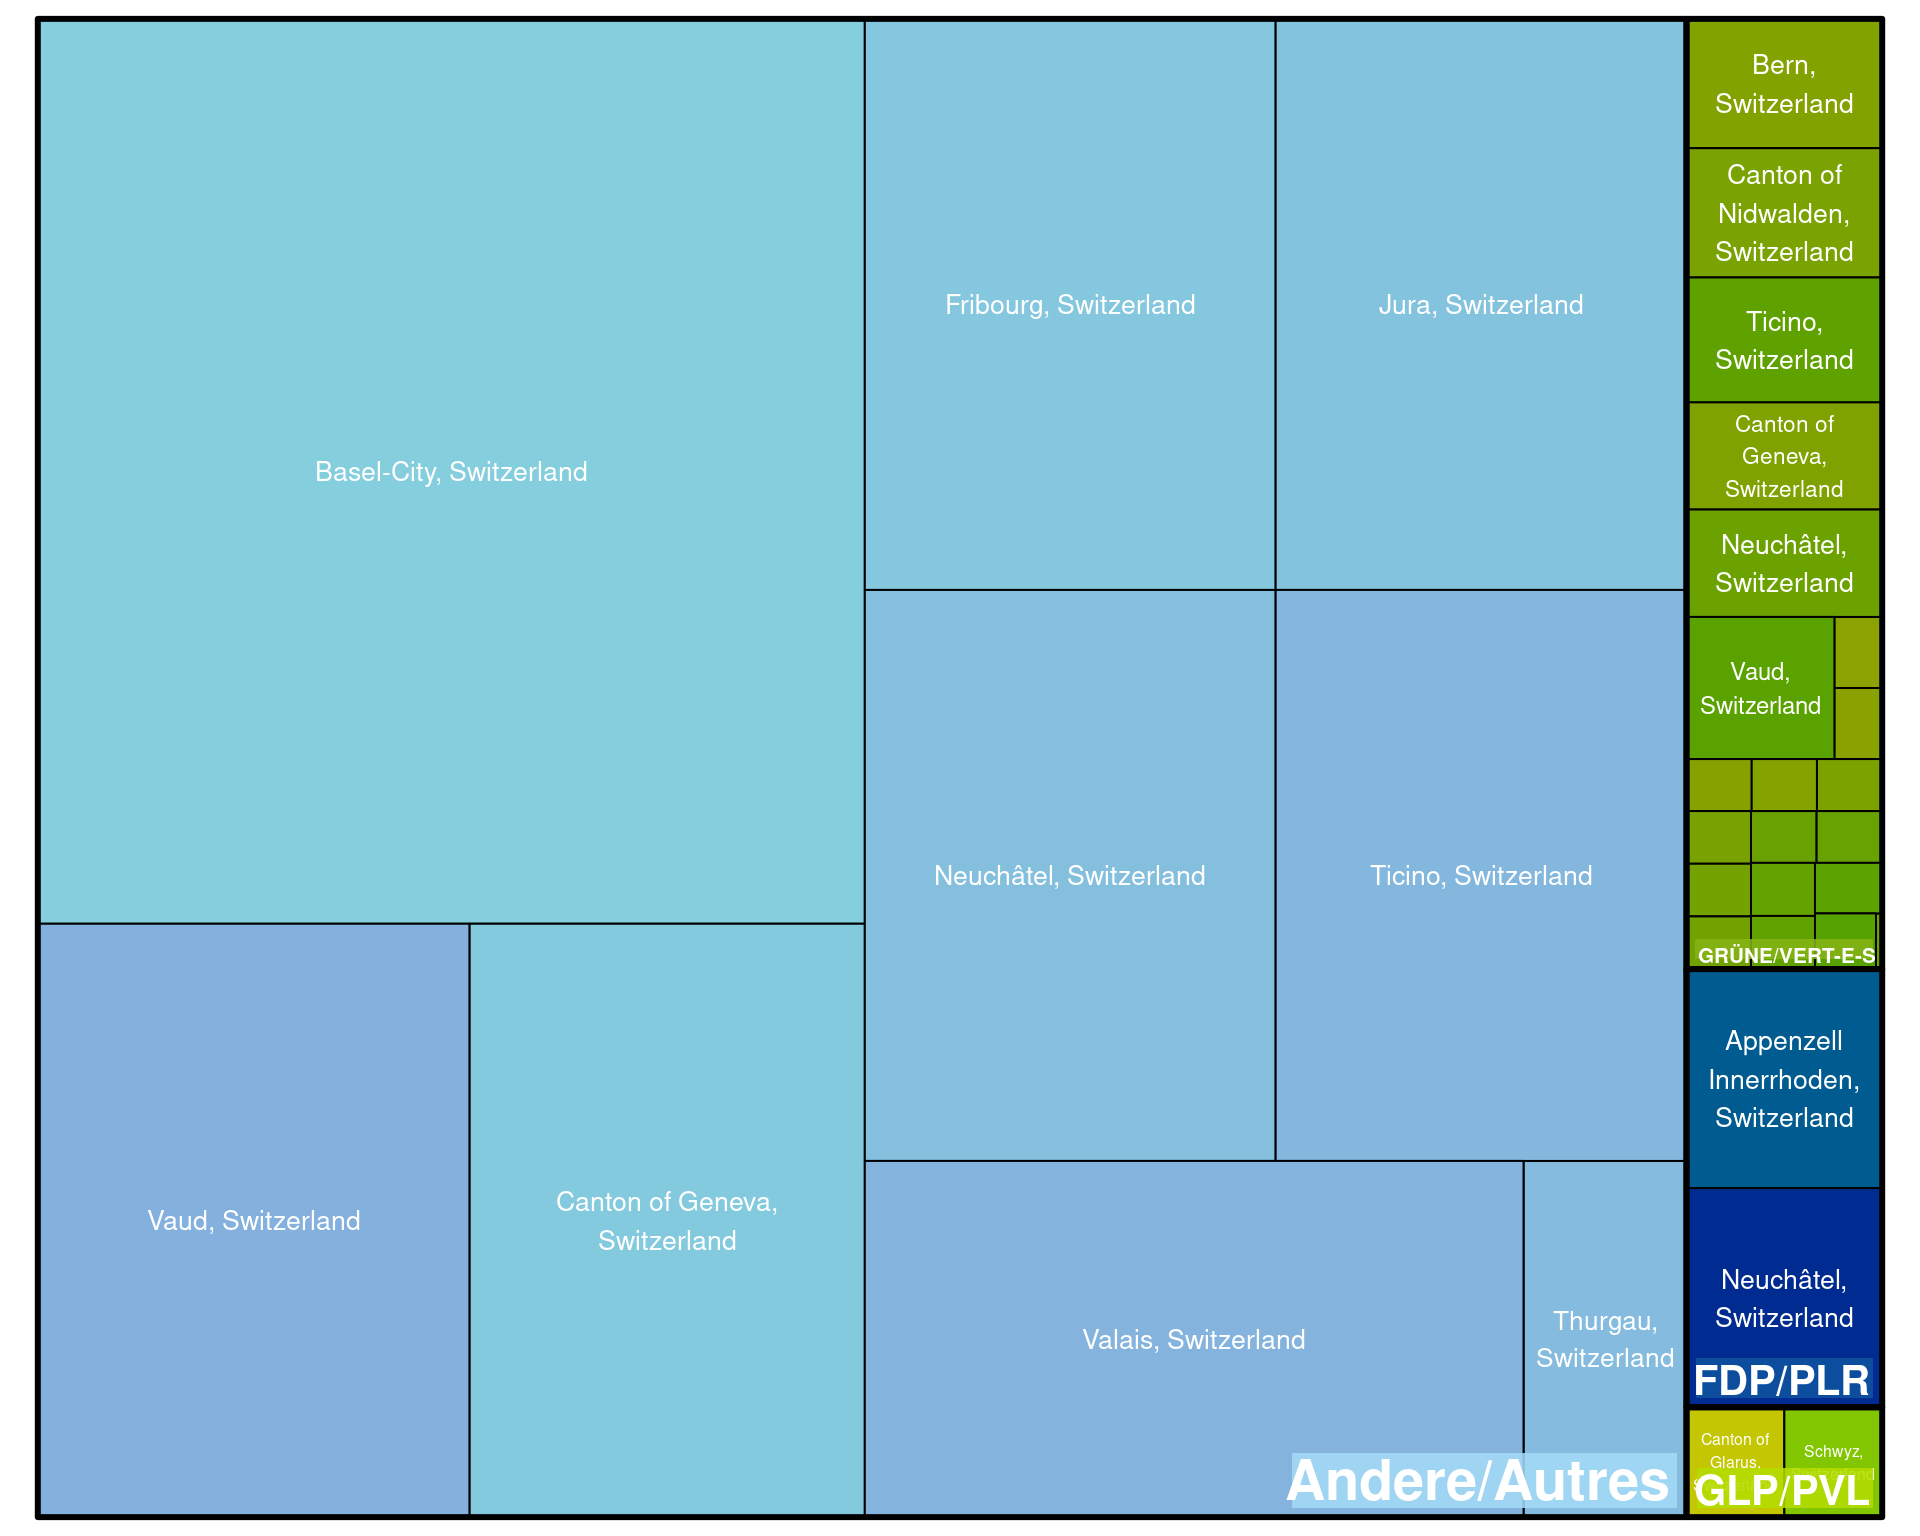 Basel-City, Switzerland
Fribourg, Switzerland
Jura, Switzerland
Neuchâtel, Switzerland
Ticino, Switzerland
Vaud, Switzerland
Canton of Geneva,
Switzerland
Valais, Switzerland
Thurgau,
Switzerland
Andere/Autres
Bern,
Switzerland
Canton of
Nidwalden,
Switzerland
Ticino,
Switzerland
Canton of
Geneva,
Switzerland
Neuchâtel,
Switzerland
Vaud,
Switzerland
GRÜNE/VERT-E-S
Appenzell
Innerrhoden,
Switzerland
Neuchâtel,
Switzerland
FDP/PLR
Canton of
Glarus,
Schwyz,
GLP/PVL